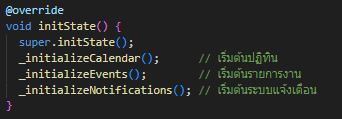 @override
void initState() {
  super.initState();
  _initializeCalendar();      // เริ่มต้นปฏิทิน
  _initializeEvents();        // เริ่มต้นรายการงาน
  _initializeNotifications(); // เริ่มต้นระบบแจ้งเตือน
}